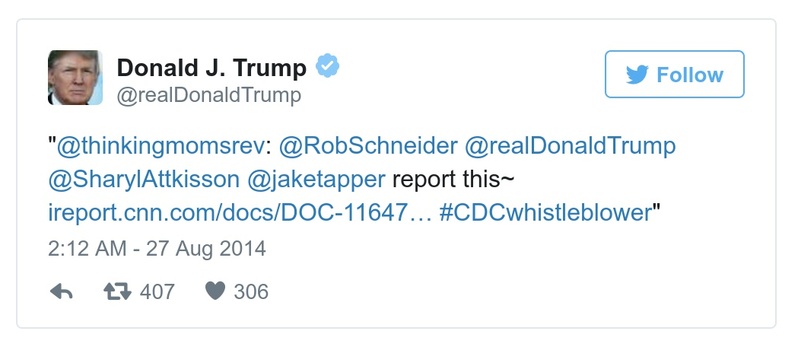 Donald J. Trump
@realDonaldTrump
Follow
"@thinkingmomsrev: @RobSchneider @realDonaldTrump
@SharylAttkisson @jaketapper report this~
ireport.cnn.com/docs/DOC-11647… #CDCwhistleblower"
2:12 AM - 27 Aug 2014
407 306